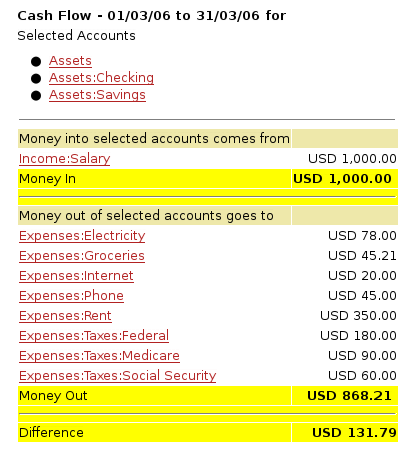 Cash Flow - 01/03/06 to 31/03/06 for
Selected Accounts
Assets
Assets:Checking
Assets:Savings
Money into selected accounts comes from
Income:Salary USD 1,000.00
Money In USD 1,000.00
Money out of selected accounts goes to
Expenses:Electricity USD 78.00
Expenses:Groceries USD 45.21
Expenses:Internet USD 20.00
Expenses:Phone USD 45.00
Expenses:Rent USD 350.00
Expenses:Taxes:Federal USD 180.00
Expenses:Taxes:Medicare USD 90.00
Expenses:Taxes:Social Security USD 60.00
Money Out USD 868.21
Difference USD 131.79